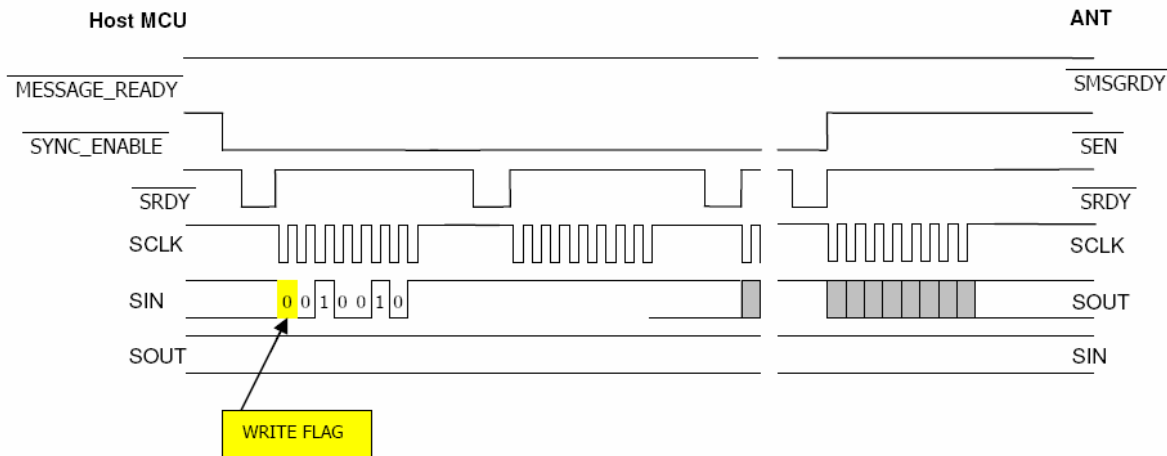 Host MCU ANT
MESSAGE_READY SMSGRDY
SYNC_ENABLE SEN
SRDY SRDY
SCLK SCLK
SIN 0 0 1 0 0 1 0 SOUT
SOUT SIN
WRITE FLAG